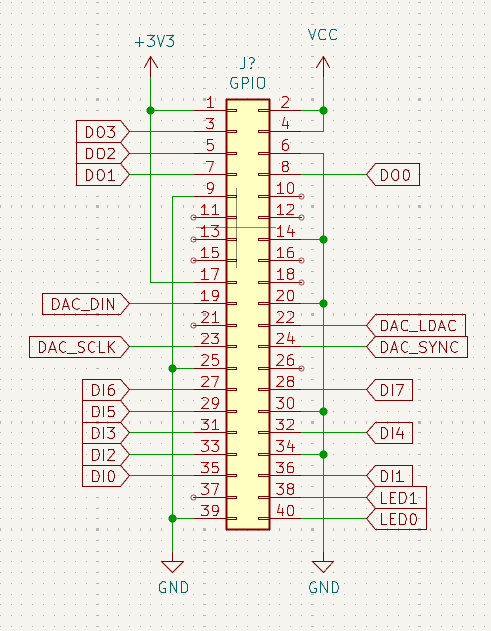 +3V3 VCC
J?
GPIO
1 2
DO3 3 4
DO2 5 6
DO1 7 8 DO0
9 10
11 12
13 14
15 16
17 18
DAC_DIN 19 20
21 22 DAC_LDAC
DAC_SCLK 23 24 DAC_SYNC
25 26
DI6 27 28 DI7
DI5 29 30
DI3 31 32 DI4
DI2 33 34
DI0 35 36 DI1
37 38 LED1
39 40 LED0
GND GND